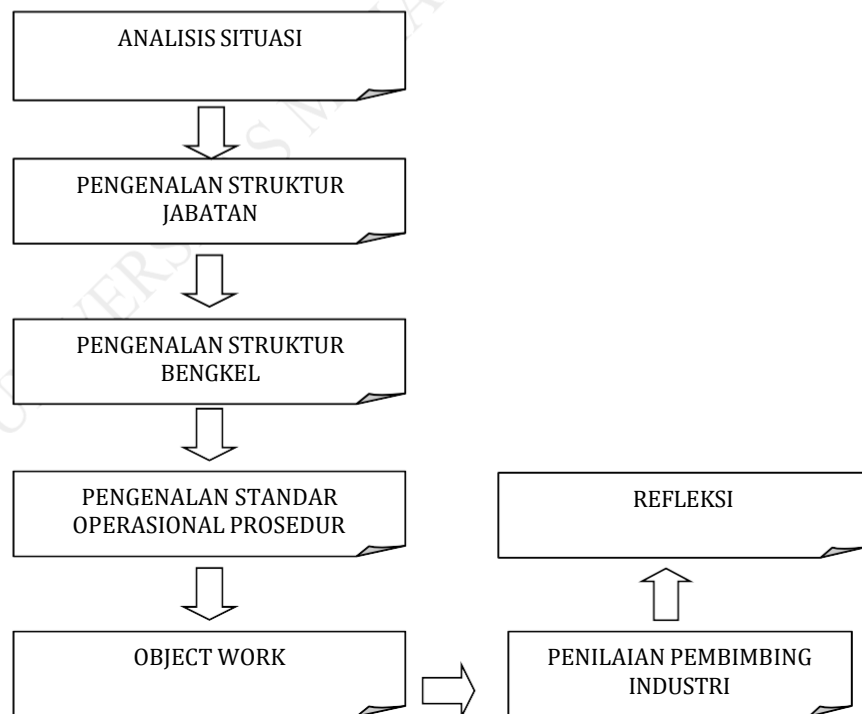 ANALISIS SITUASI
PENGENALAN STRUKTUR
JABATAN
PENGENALAN STRUKTUR
BENGKEL
PENGENALAN STANDAR
OPERASIONAL PROSEDUR
OBJECT WORK
PENILAIAN PEMBIMBING
INDUSTRI
REFLEKSI